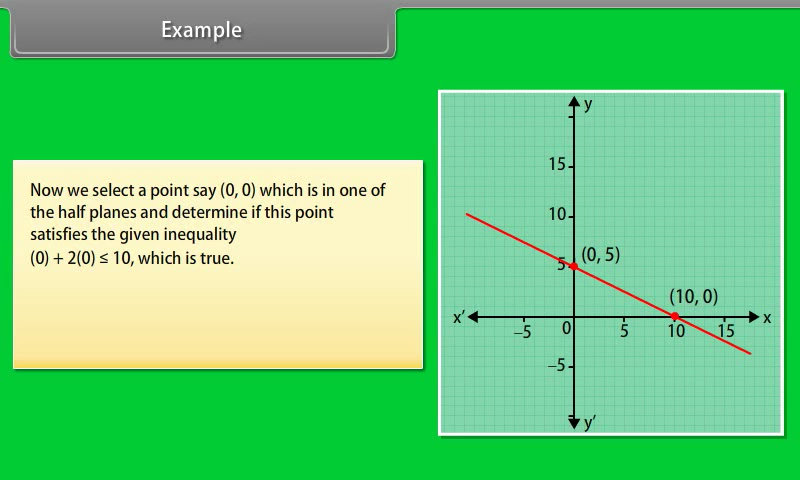 Example
Now we select a point say (0, 0) which is in one of
the half planes and determine if this point
satisfies the given inequality
(0) + 2(0) ≤ 10, which is true.
y
15
10
5
(0, 5)
(10, 0)
x′
x
−5
0
5
10
15
−5
y′